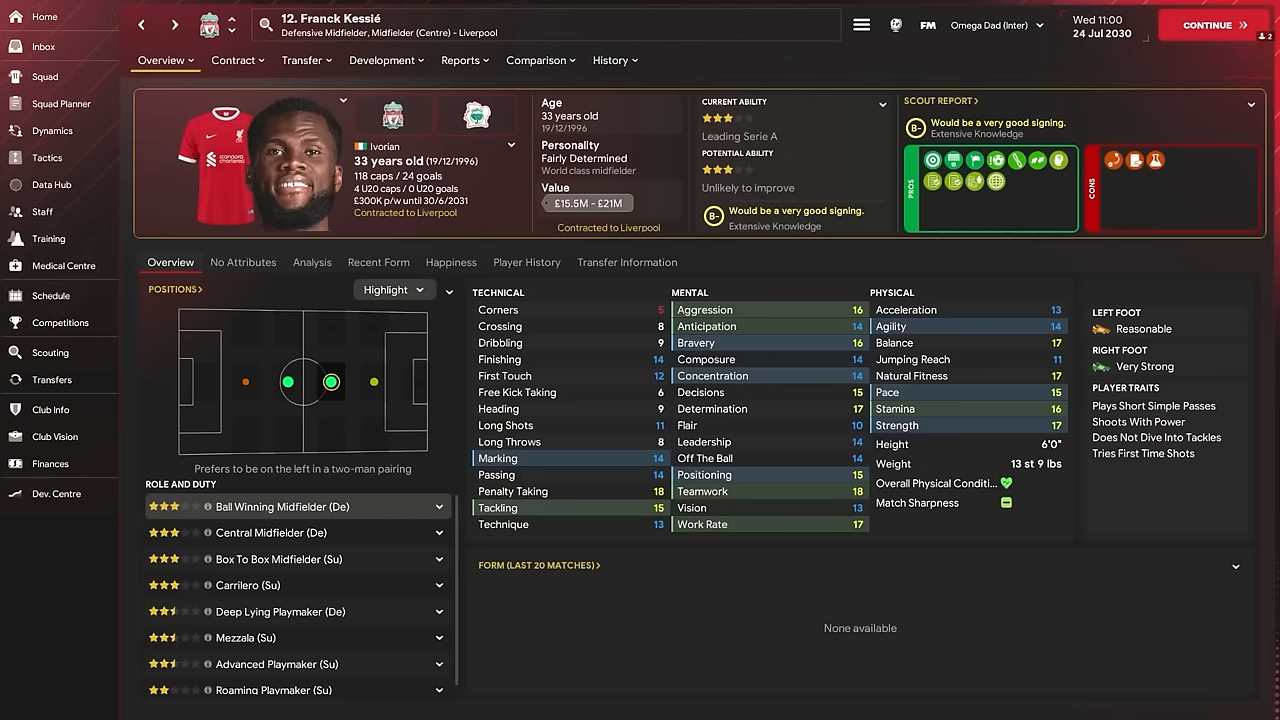 Home
Inbox
Squad
Squad Planner
Dynamics
Tactics
Data Hub
Staff
Training
Medical Centre
Schedule
Competitions
Scouting
Transfers
Club Info
Club Vision
Finances
Dev. Centre
12. Franck Kessié
Defensive Midfielder, Midfielder (Centre) - Liverpool
FM
Omega Dad (Inter)
Wed 11:00
24 Jul 2030
CONTINUE
2
Overview
Contract
Transfer
Development
Reports
Comparison
History
Ivorian
33 years old (19/12/1996)
118 caps / 24 goals
4 U20 caps / 0 U20 goals
£300K p/w until 30/6/2031
Contracted to Liverpool
Age
33 years old
19/12/1996
Personality
Fairly Determined
World class midfielder
Value
£15.5M - £21M
Contracted to Liverpool
CURRENT ABILITY
Leading Serie A
POTENTIAL ABILITY
Unlikely to improve
B-
Would be a very good signing.
Extensive Knowledge
SCOUT REPORT
B-
Would be a very good signing.
Extensive Knowledge
PROS
CONS
Overview
No Attributes
Analysis
Recent Form
Happiness
Player History
Transfer Information
POSITIONS
Highlight
Prefers to be on the left in a two-man pairing
ROLE AND DUTY
Ball Winning Midfielder (De)
Central Midfielder (De)
Box To Box Midfielder (Su)
Carrilero (Su)
Deep Lying Playmaker (De)
Mezzala (Su)
Advanced Playmaker (Su)
Roaming Playmaker (Su)
TECHNICAL
Corners 5
Crossing 8
Dribbling 9
Finishing 14
First Touch 12
Free Kick Taking 6
Heading 9
Long Shots 11
Long Throws 8
Marking 14
Passing 14
Penalty Taking 18
Tackling 15
Technique 13
MENTAL
Aggression 16
Anticipation 14
Bravery 16
Composure 14
Concentration 14
Decisions 15
Determination 17
Flair 10
Leadership 14
Off The Ball 14
Positioning 15
Teamwork 18
Vision 13
Work Rate 17
PHYSICAL
Acceleration 13
Agility 14
Balance 17
Jumping Reach 11
Natural Fitness 17
Pace 15
Stamina 16
Strength 17
Height 6'0"
Weight 13 st 9 lbs
Overall Physical Conditi...
Match Sharpness
LEFT FOOT
Reasonable
RIGHT FOOT
Very Strong
PLAYER TRAITS
Plays Short Simple Passes
Shoots With Power
Does Not Dive Into Tackles
Tries First Time Shots
FORM (LAST 20 MATCHES)
None available